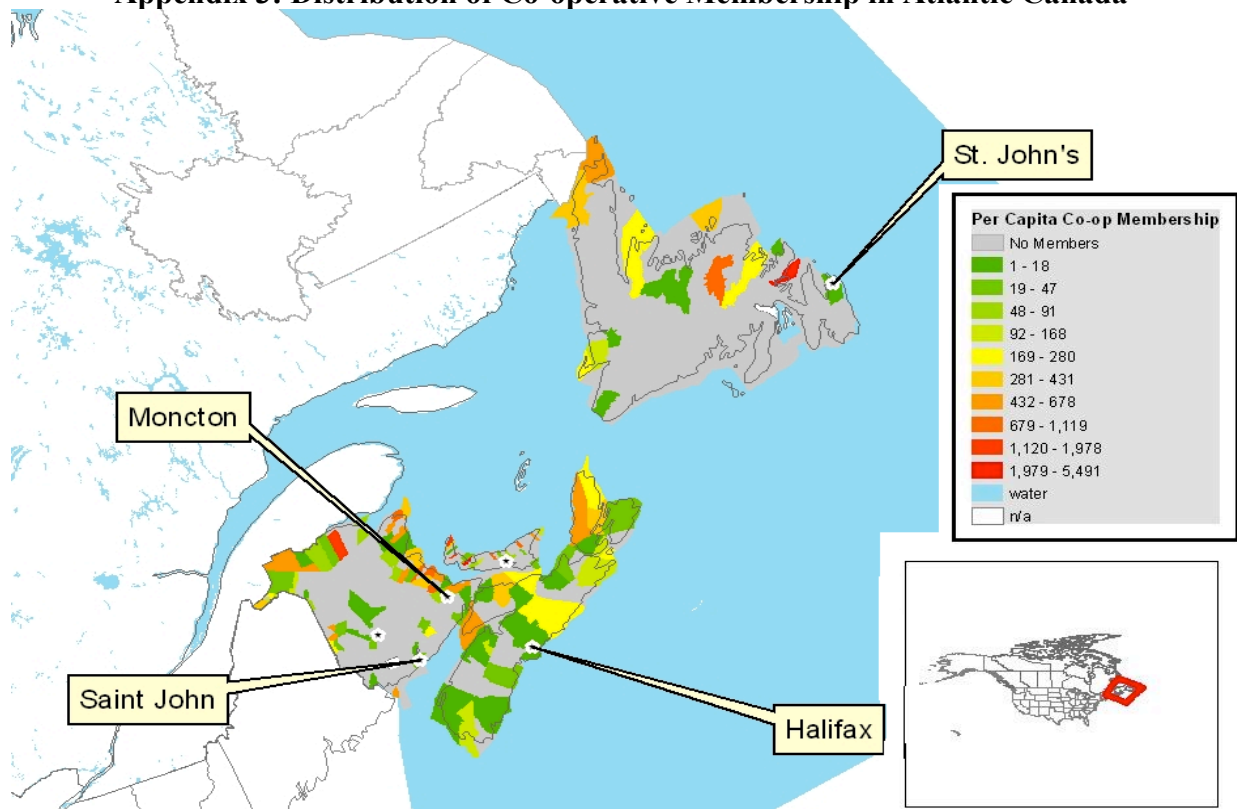 Appendix 5: Distribution of Co-operative Membership in Atlantic Canada
St. John's
Per Capita Co-op Membership
No Members
1 - 18
19 - 47
48 - 91
92 - 168
169 - 280
281 - 431
432 - 678
679 - 1,119
1,120 - 1,978
1,979 - 5,491
water
n/a
Moncton
Saint John
Halifax